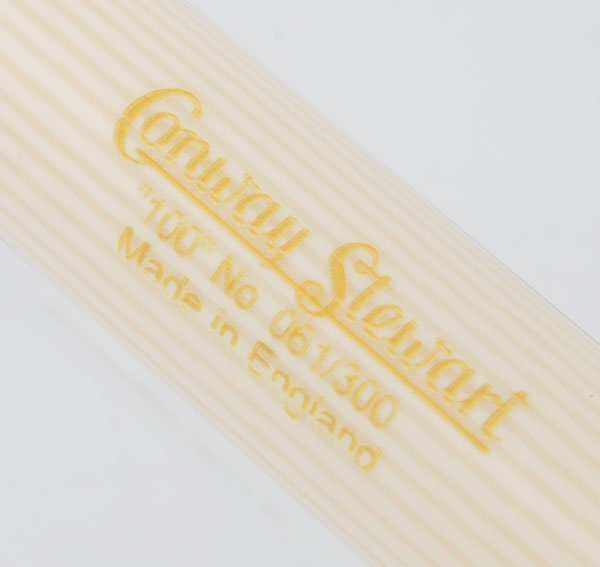 Conway Stewart
"100" No 061/300
Made in England